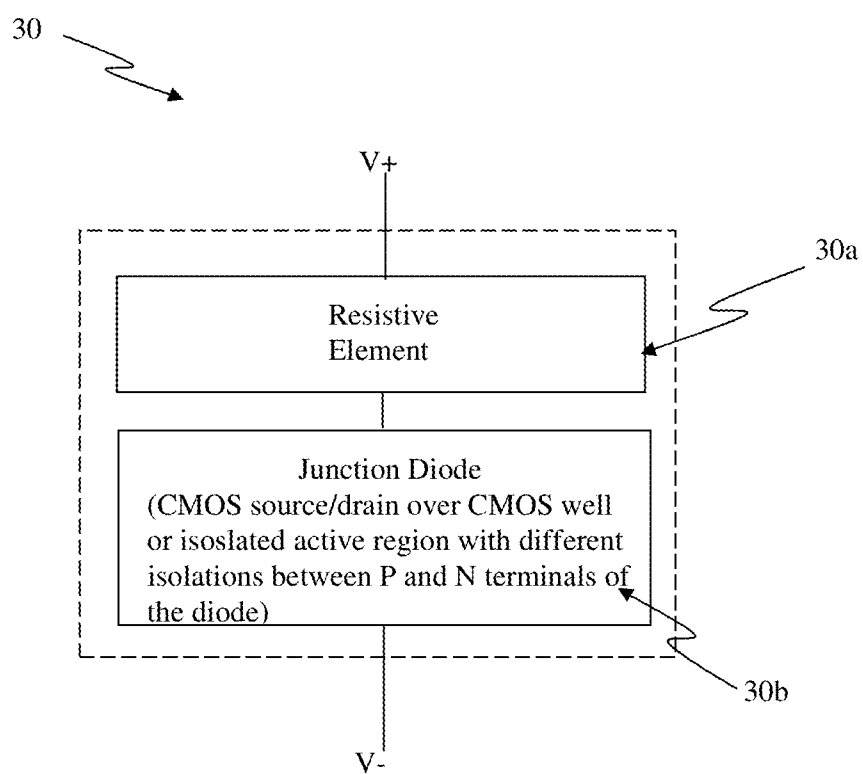 30
V+
30a
Resistive
Element
Junction Diode
(CMOS source/drain over CMOS well
or isoslated active region with different
isolations between P and N terminals of
the diode)
30b
V-